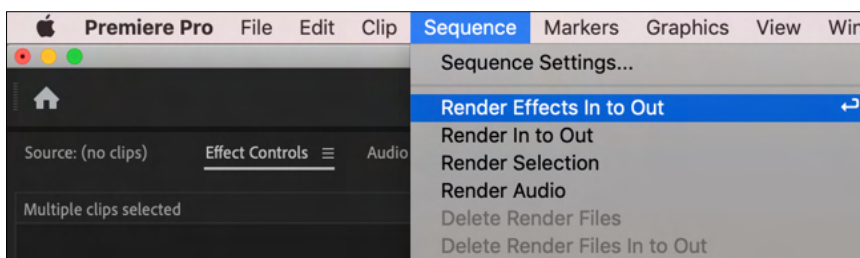 Premiere Pro File Edit Clip Sequence Markers Graphics View
Sequence Settings...
Render Effects In to Out
Render In to Out
Source: (no clips) Effect Controls Audio
Render Selection
Render Audio
Multiple clips selected
Delete Render Files
Delete Render Files In to Out